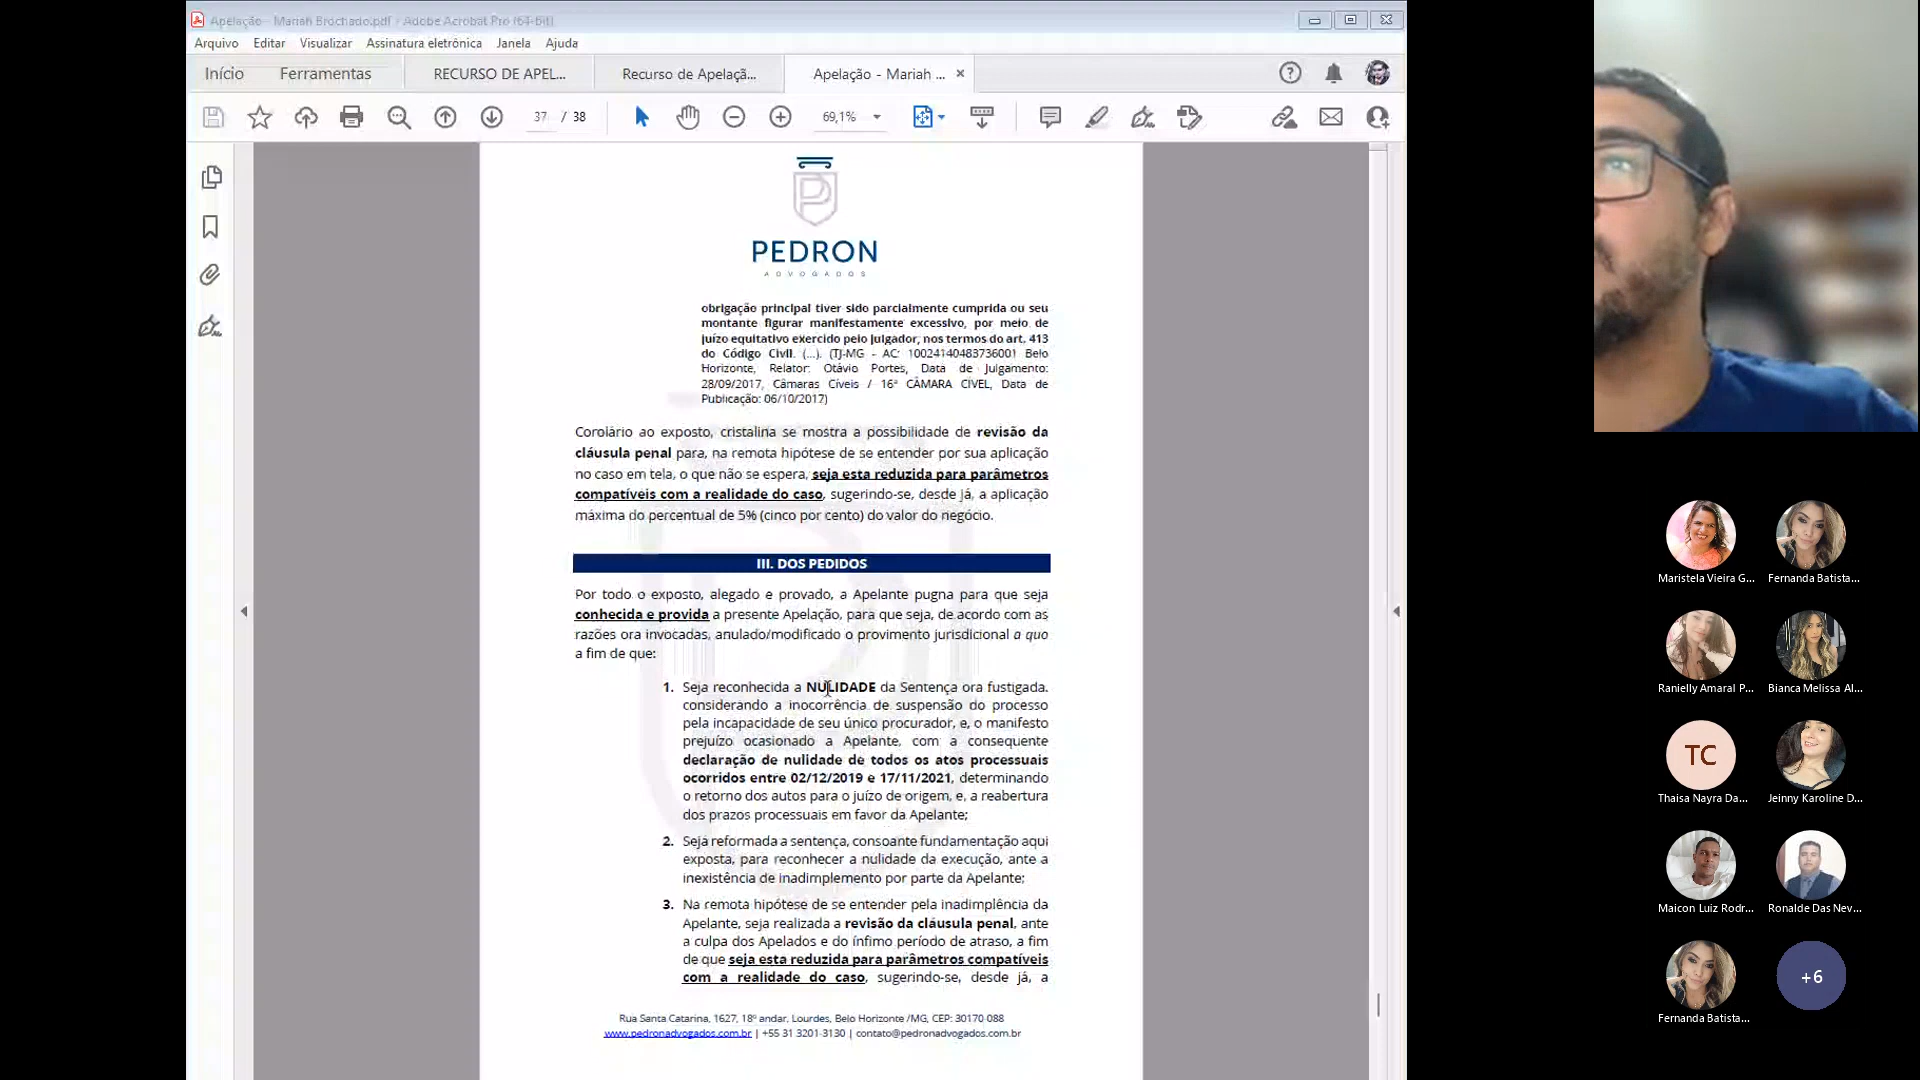 Apelação - Mariah Brochado.pdf - Adobe Acrobat Pro (64-bit)
Arquivo Editar Visualizar Assinatura eletrônica Janela Ajuda
Início Ferramentas RECURSO DE APEL... Recurso de Apelaçã... Apelação - Mariah ...
37 / 38 69,1%
PEDRON
ADVOGADOS
obrigação principal tiver sido parcialmente cumprida ou seu
montante figurar manifestamente excessivo, por meio de
juízo equitativo exercido pelo julgador, nos termos do art. 413
do Código Civil. (...). (TJ-MG - AC: 10024140483736001 Belo
Horizonte, Relator: Otávio Portes, Data de Julgamento:
28/09/2017, Câmaras Cíveis / 16ª CÂMARA CÍVEL, Data de
Publicação: 06/10/2017)
Corolário ao exposto, cristalina se mostra a possibilidade de revisão da
cláusula penal para, na remota hipótese de se entender por sua aplicação
no caso em tela, o que não se espera, seja esta reduzida para parâmetros
compatíveis com a realidade do caso, sugerindo-se, desde já, a aplicação
máxima do percentual de 5% (cinco por cento) do valor do negócio.
III. DOS PEDIDOS
Por todo o exposto, alegado e provado, a Apelante pugna para que seja
conhecida e provida a presente Apelação, para que seja, de acordo com as
razões ora invocadas, anulado/modificado o provimento jurisdicional a quo
a fim de que:
1. Seja reconhecida a NULIDADE da Sentença ora fustigada.
considerando a inocorrência de suspensão do processo
pela incapacidade de seu único procurador, e, o manifesto
prejuízo ocasionado a Apelante, com a consequente
declaração de nulidade de todos os atos processuais
ocorridos entre 02/12/2019 e 17/11/2021, determinando
o retorno dos autos para o juízo de origem, e, a reabertura
dos prazos processuais em favor da Apelante;
2. Seja reformada a sentença, consoante fundamentação aqui
exposta, para reconhecer a nulidade da execução, ante a
inexistência de inadimplemento por parte da Apelante;
3. Na remota hipótese de se entender pela inadimplência da
Apelante, seja realizada a revisão da cláusula penal, ante
a culpa dos Apelados e do ínfimo período de atraso, a fim
de que seja esta reduzida para parâmetros compatíveis
com a realidade do caso, sugerindo-se, desde já, a
Rua Santa Catarina, 1627, 18º andar, Lourdes, Belo Horizonte /MG, CEP: 30170-088
www.pedronadvogados.com.br | +55 31 3201-3130 | contato@pedronadvogados.com.br
Maristela Vieira G... Fernanda Batista...
Ranielly Amaral P... Bianca Melissa Al...
TC
Thaisa Nayra Da... Jeinny Karoline D...
Maicon Luiz Rodr... Ronalde Das Nev...
+6
Fernanda Batista...